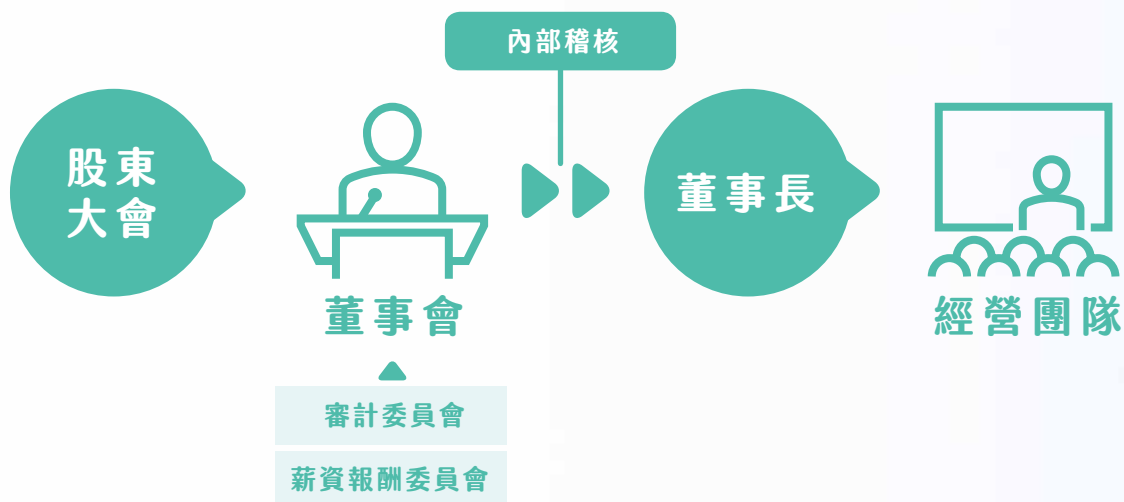 內部稽核
股東
大會
董事會
審計委員會
薪資報酬委員會
董事長
經營團隊